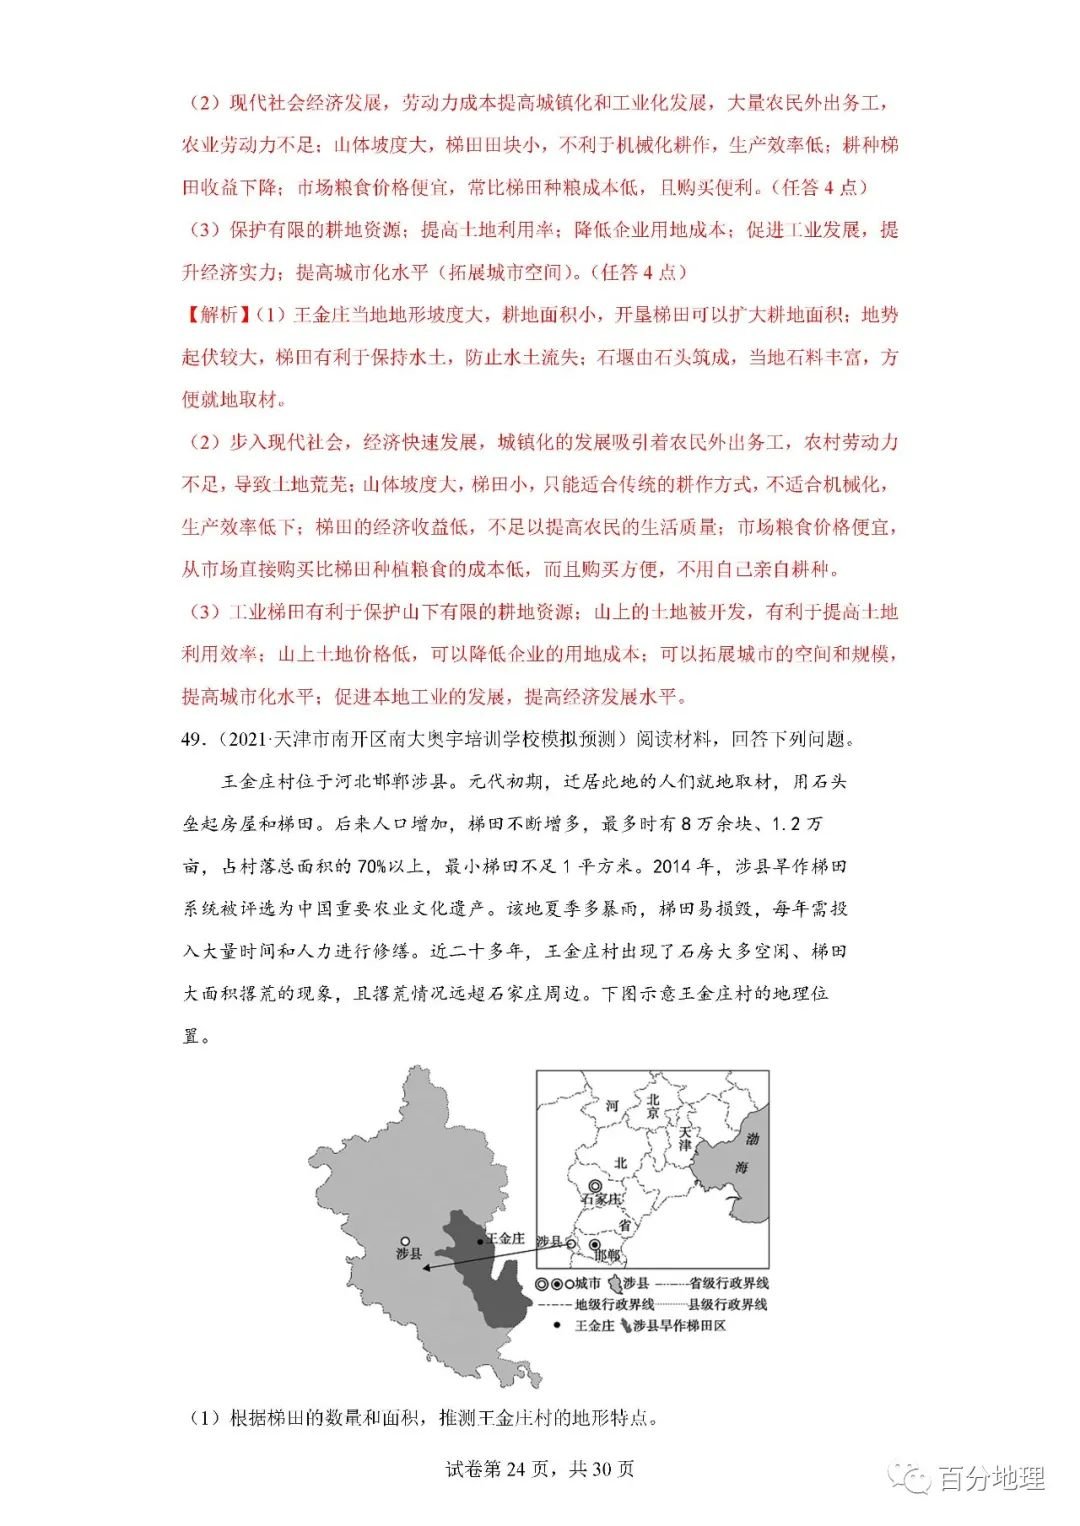 （2）现代社会经济发展，劳动力成本提高城镇化和工业化发展，大量农民外出务工，
农业劳动力不足；山体坡度大，梯田田块小，不利于机械化耕作，生产效率低；耕种梯
田收益下降；市场粮食价格便宜，常比梯田种粮成本低，且购买便利。（任答 4 点）
（3）保护有限的耕地资源；提高土地利用率；降低企业用地成本；促进工业发展，提
升经济实力；提高城市化水平（拓展城市空间）。（任答 4 点）
【解析】（1）王金庄当地地形坡度大，耕地面积小，开垦梯田可以扩大耕地面积；地势
起伏较大，梯田有利于保持水土，防止水土流失；石堰由石头筑成，当地石料丰富，方
便就地取材。
（2）步入现代社会，经济快速发展，城镇化的发展吸引着农民外出务工，农村劳动力
不足，导致土地荒芜；山体坡度大，梯田小，只能适合传统的耕作方式，不适合机械化，
生产效率低下；梯田的经济收益低，不足以提高农民的生活质量；市场粮食价格便宜，
从市场直接购买比梯田种植粮食的成本低，而且购买方便，不用自己亲自耕种。
（3）工业梯田有利于保护山下有限的耕地资源；山上的土地被开发，有利于提高土地
利用效率；山上土地价格低，可以降低企业的用地成本；可以拓展城市的空间和规模，
提高城市化水平；促进本地工业的发展，提高经济发展水平。
49．（2021·天津市南开区南大奥宇培训学校模拟预测）阅读材料，回答下列问题。
王金庄村位于河北邯郸涉县。元代初期，迁居此地的人们就地取材，用石头
垒起房屋和梯田。后来人口增加，梯田不断增多，最多时有 8 万余块、1.2 万
亩，占村落总面积的 70%以上，最小梯田不足 1 平方米。2014 年，涉县旱作梯田
系统被评选为中国重要农业文化遗产。该地夏季多暴雨，梯田易损毁，每年需投
入大量时间和人力进行修缮。近二十多年，王金庄村出现了石房大多空闲、梯田
大面积撂荒的现象，且撂荒情况远超石家庄周边。下图示意王金庄村的地理位
置。
河
北京
天津
渤海
北
石家庄
省
涉县
邯郸
王金庄
涉县
城市 涉县 省级行政界线
地级行政界线 县级行政界线
王金庄 涉县旱作梯田区
（1）根据梯田的数量和面积，推测王金庄村的地形特点。
试卷第 24 页，共 30 页
百分地理